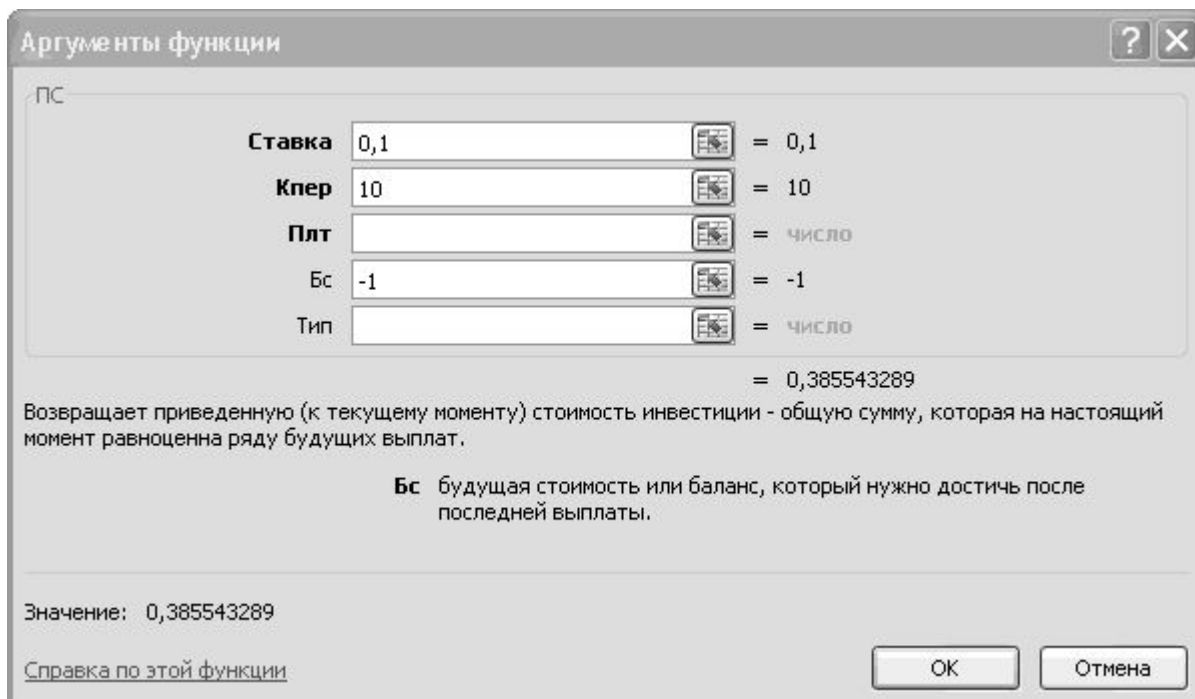 Аргументы функции
ПС
Ставка 0,1 = 0,1
Кпер 10 = 10
Плт = число
Бс -1 = -1
Тип = число
= 0,385543289
Возвращает приведенную (к текущему моменту) стоимость инвестиции - общую сумму, которая на настоящий
момент равноценна ряду будущих выплат.
Бс будущая стоимость или баланс, который нужно достичь после
последней выплаты.
Значение: 0,385543289
Справка по этой функции
ОК Отмена